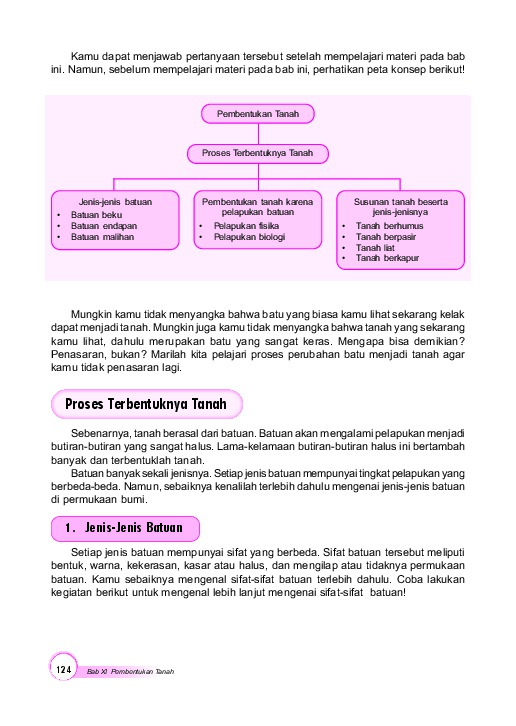 Kamu dapat menjawab pertanyaan tersebut setelah mempelajari materi pada bab
ini. Namun, sebelum mempelajari materi pada bab ini, perhatikan peta konsep berikut!
Pembentukan Tanah
Proses Terbentuknya Tanah
Jenis-jenis batuan
• Batuan beku
• Batuan endapan
• Batuan malihan
Pembentukan tanah karena
pelapukan batuan
• Pelapukan fisika
• Pelapukan biologi
Susunan tanah beserta
jenis-jenisnya
• Tanah berhumus
• Tanah berpasir
• Tanah liat
• Tanah berkapur
Mungkin kamu tidak menyangka bahwa batu yang biasa kamu lihat sekarang kelak
dapat menjadi tanah. Mungkin juga kamu tidak menyangka bahwa tanah yang sekarang
kamu lihat, dahulu merupakan batu yang sangat keras. Mengapa bisa demikian?
Penasaran, bukan? Marilah kita pelajari proses perubahan batu menjadi tanah agar
kamu tidak penasaran lagi.
Proses Terbentuknya Tanah
Sebenarnya, tanah berasal dari batuan. Batuan akan mengalami pelapukan menjadi
butiran-butiran yang sangat halus. Lama-kelamaan butiran-butiran halus ini bertambah
banyak dan terbentuklah tanah.
Batuan banyak sekali jenisnya. Setiap jenis batuan mempunyai tingkat pelapukan yang
berbeda-beda. Namun, sebaiknya kenalilah terlebih dahulu mengenai jenis-jenis batuan
di permukaan bumi.
1. Jenis-Jenis Batuan
Setiap jenis batuan mempunyai sifat yang berbeda. Sifat batuan tersebut meliputi
bentuk, warna, kekerasan, kasar atau halus, dan mengilap atau tidaknya permukaan
batuan. Kamu sebaiknya mengenal sifat-sifat batuan terlebih dahulu. Coba lakukan
kegiatan berikut untuk mengenal lebih lanjut mengenai sifat-sifat batuan!
124 Bab XI Pembentukan Tanah